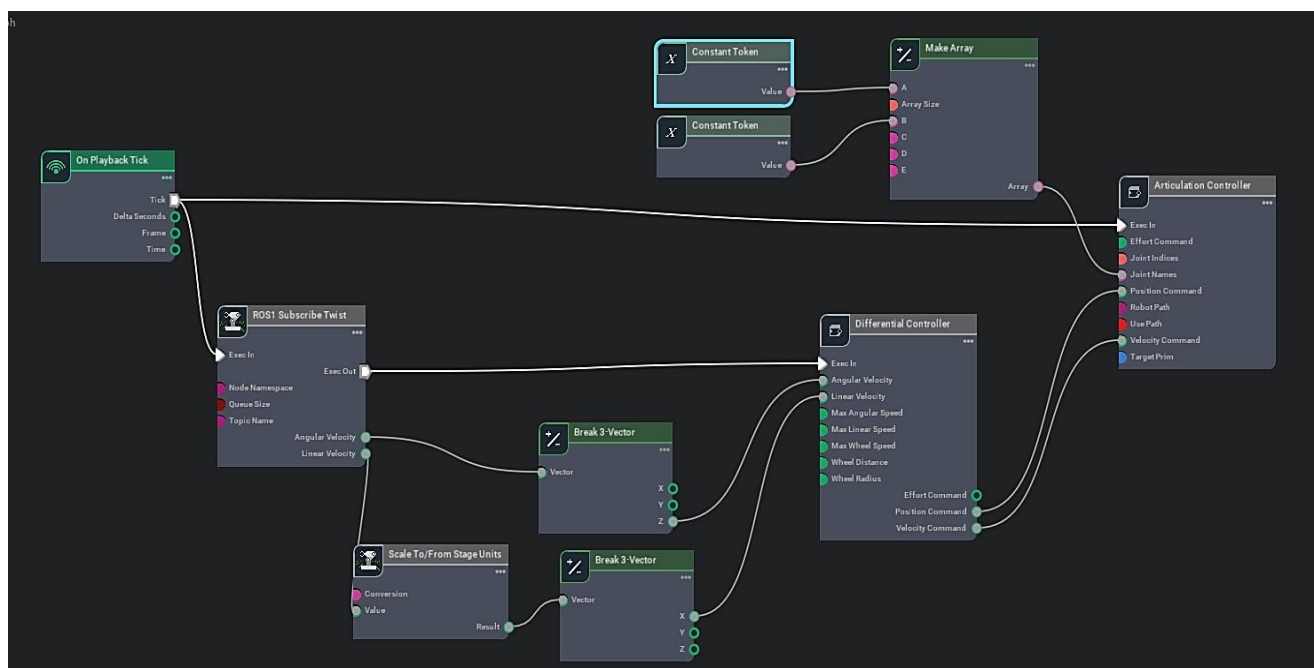 ph
Constant Token
Value
Constant Token
Value
Make Array
A
Array Size
B
C
D
E
Array
On Playback Tick
Tick
Delta Seconds
Frame
Time
Articulation Controller
Exec In
Effort Command
Joint Indices
Joint Names
Position Command
Robot Path
Use Path
Velocity Command
Target Prim
ROS1 Subscribe Twist
Exec In
Exec Out
Node Namespace
Queue Size
Topic Name
Angular Velocity
Linear Velocity
Differential Controller
Exec In
Angular Velocity
Linear Velocity
Max Angular Speed
Max Linear Speed
Max Wheel Speed
Wheel Distance
Wheel Radius
Effort Command
Position Command
Velocity Command
Break 3-Vector
Vector
X
Y
Z
Scale To/From Stage Units
Conversion
Value
Result
Break 3-Vector
Vector
X
Y
Z